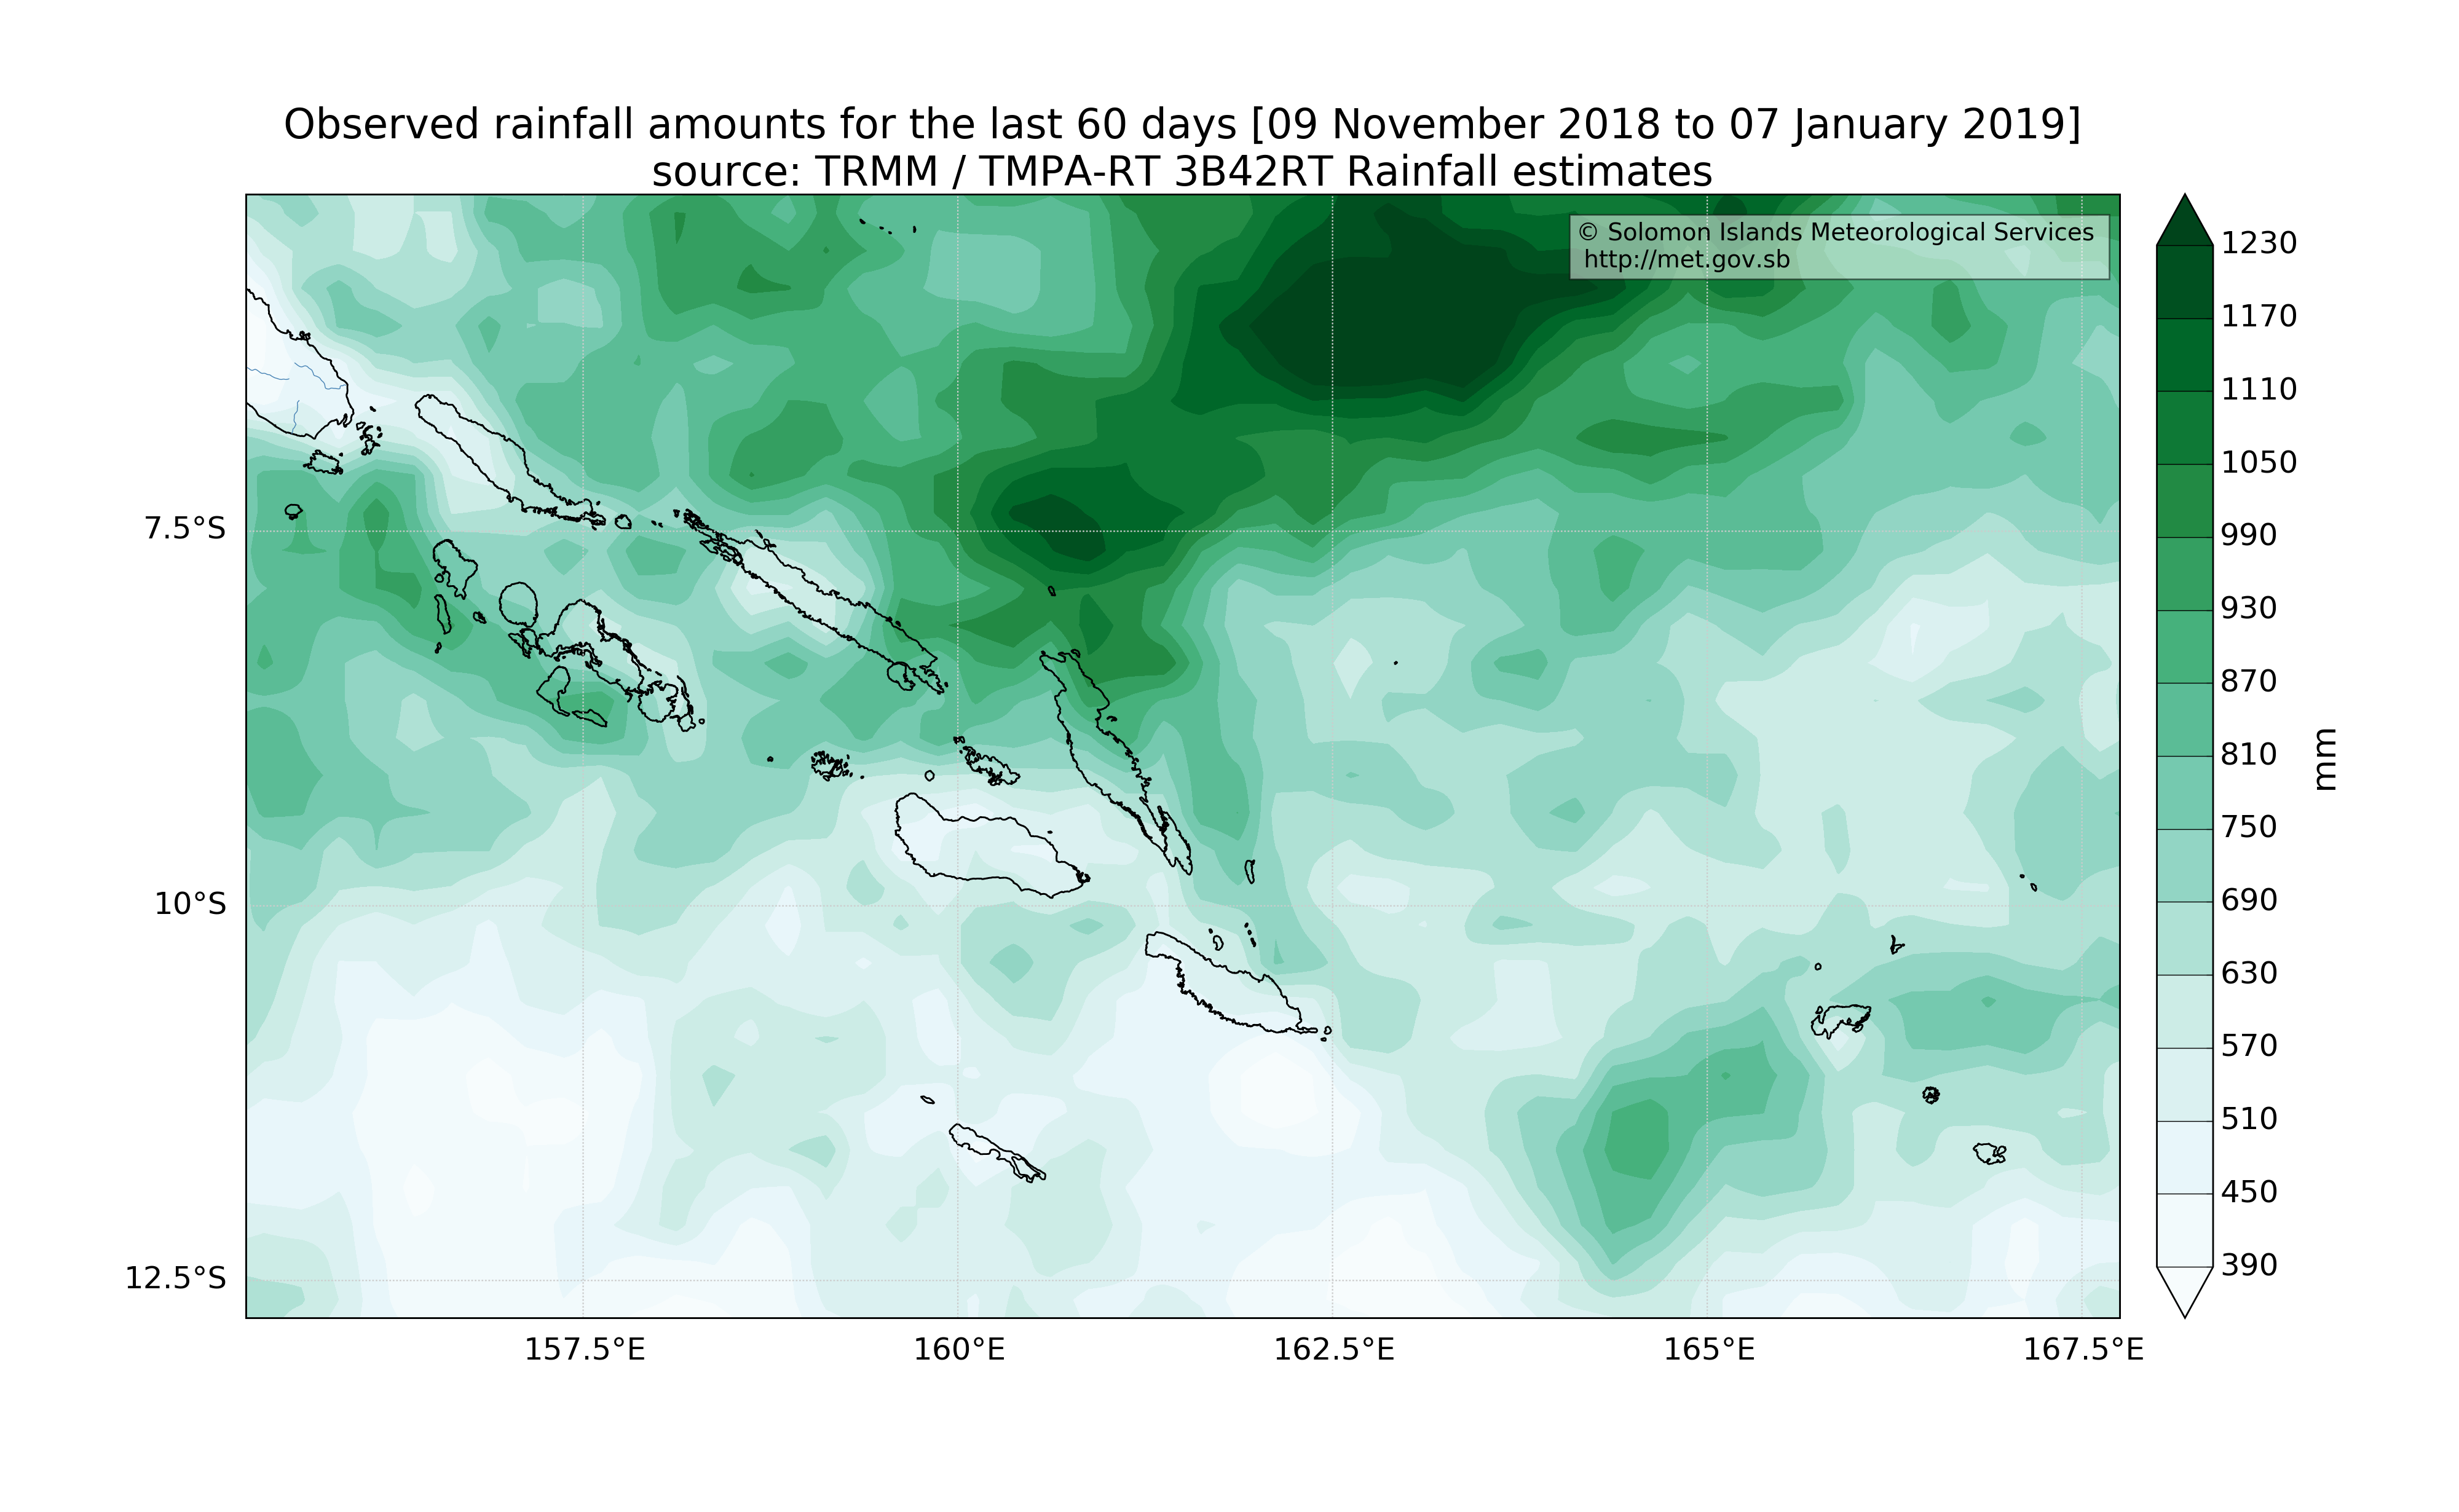 Observed rainfall amounts for the last 60 days [09 November 2018 to 07 January 2019]
source: TRMM / TMPA-RT 3B42RT Rainfall estimates
© Solomon Islands Meteorological Services
http://met.gov.sb
7.5°S
10°S
12.5°S
157.5°E
160°E
162.5°E
165°E
167.5°E
1230
1170
1110
1050
990
930
870
810
750
690
630
570
510
450
390
mm